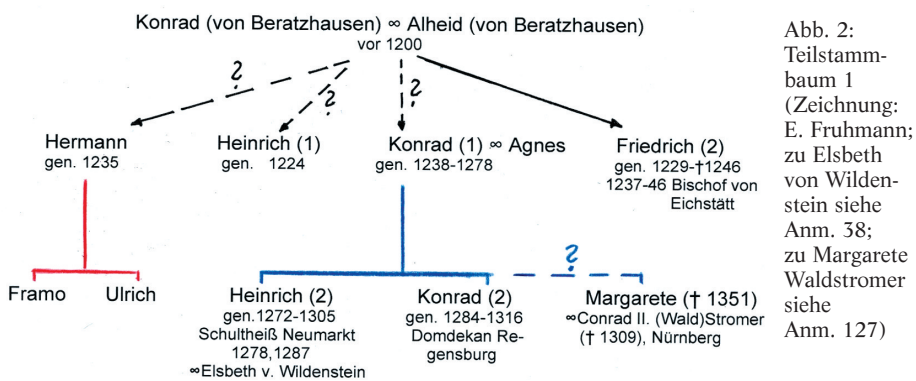 Konrad (von Beratzhausen) ∞ Alheid (von Beratzhausen)
vor 1200
?
?
?
Hermann
gen. 1235
Heinrich (1)
gen. 1224
Konrad (1) ∞ Agnes
gen. 1238-1278
Friedrich (2)
gen. 1229-†1246
1237-46 Bischof von
Eichstätt
?
Framo
Ulrich
Heinrich (2)
gen.1272-1305
Schultheiß Neumarkt
1278,1287
∞Elsbeth v. Wildenstein
Konrad (2)
gen. 1284-1316
Domdekan Re-
gensburg
Margarete († 1351)
∞Conrad II. (Wald)Stromer
(† 1309), Nürnberg
Abb. 2:
Teilstamm-
baum 1
(Zeichnung:
E. Fruhmann;
zu Elsbeth
von Wilden-
stein siehe
Anm. 38;
zu Margarete
Waldstromer
siehe
Anm. 127)